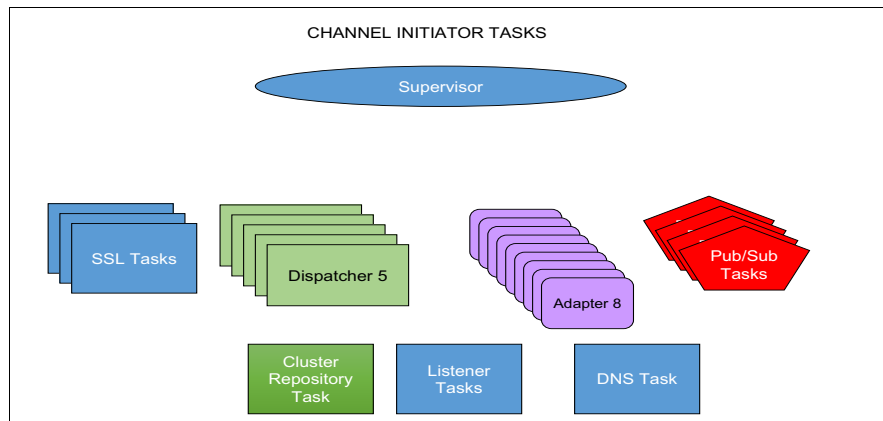 CHANNEL INITIATOR TASKS
Supervisor
SSL Tasks
Dispatcher 5
Adapter 8
Pub/Sub
Tasks
Cluster
Repository
Task
Listener
Tasks
DNS Task